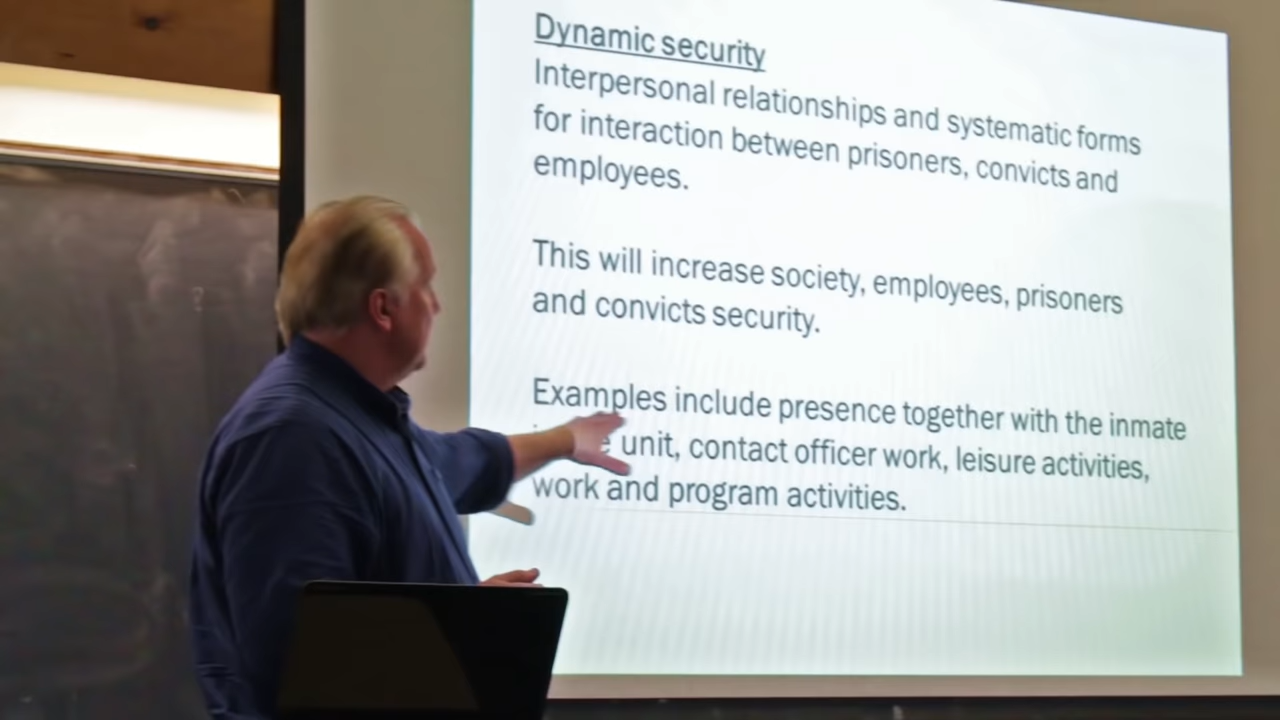 Dynamic security
Interpersonal relationships and systematic forms
for interaction between prisoners, convicts and
employees.
This will increase society, employees, prisoners
and convicts security.
Examples include presence together with the inmate
unit, contact officer work, leisure activities,
work and program activities.